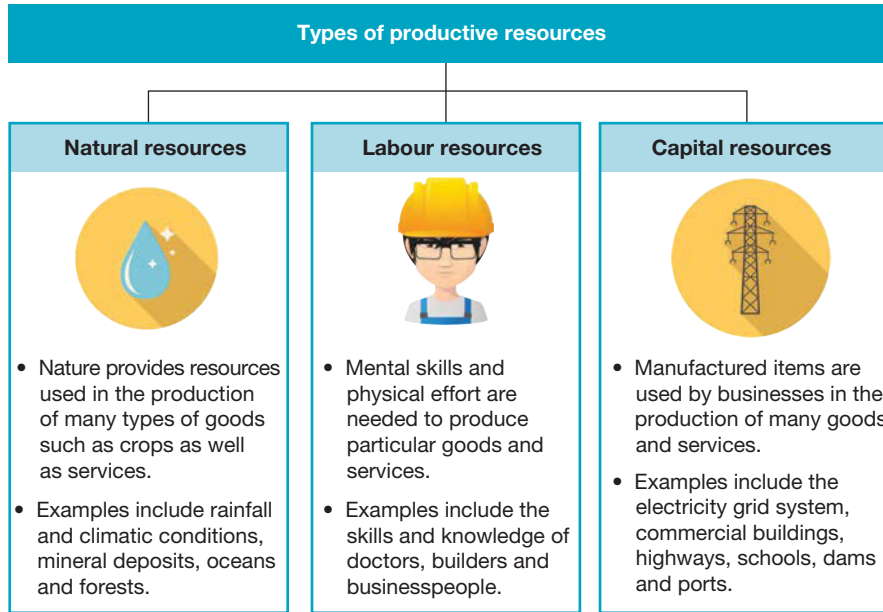 Types of productive resources
Natural resources
• Nature provides resources
used in the production
of many types of goods
such as crops as well
as services.
• Examples include rainfall
and climatic conditions,
mineral deposits, oceans
and forests.
Labour resources
• Mental skills and
physical effort are
needed to produce
particular goods and
services.
• Examples include the
skills and knowledge of
doctors, builders and
businesspeople.
Capital resources
• Manufactured items are
used by businesses in the
production of many goods
and services.
• Examples include the
electricity grid system,
commercial buildings,
highways, schools, dams
and ports.